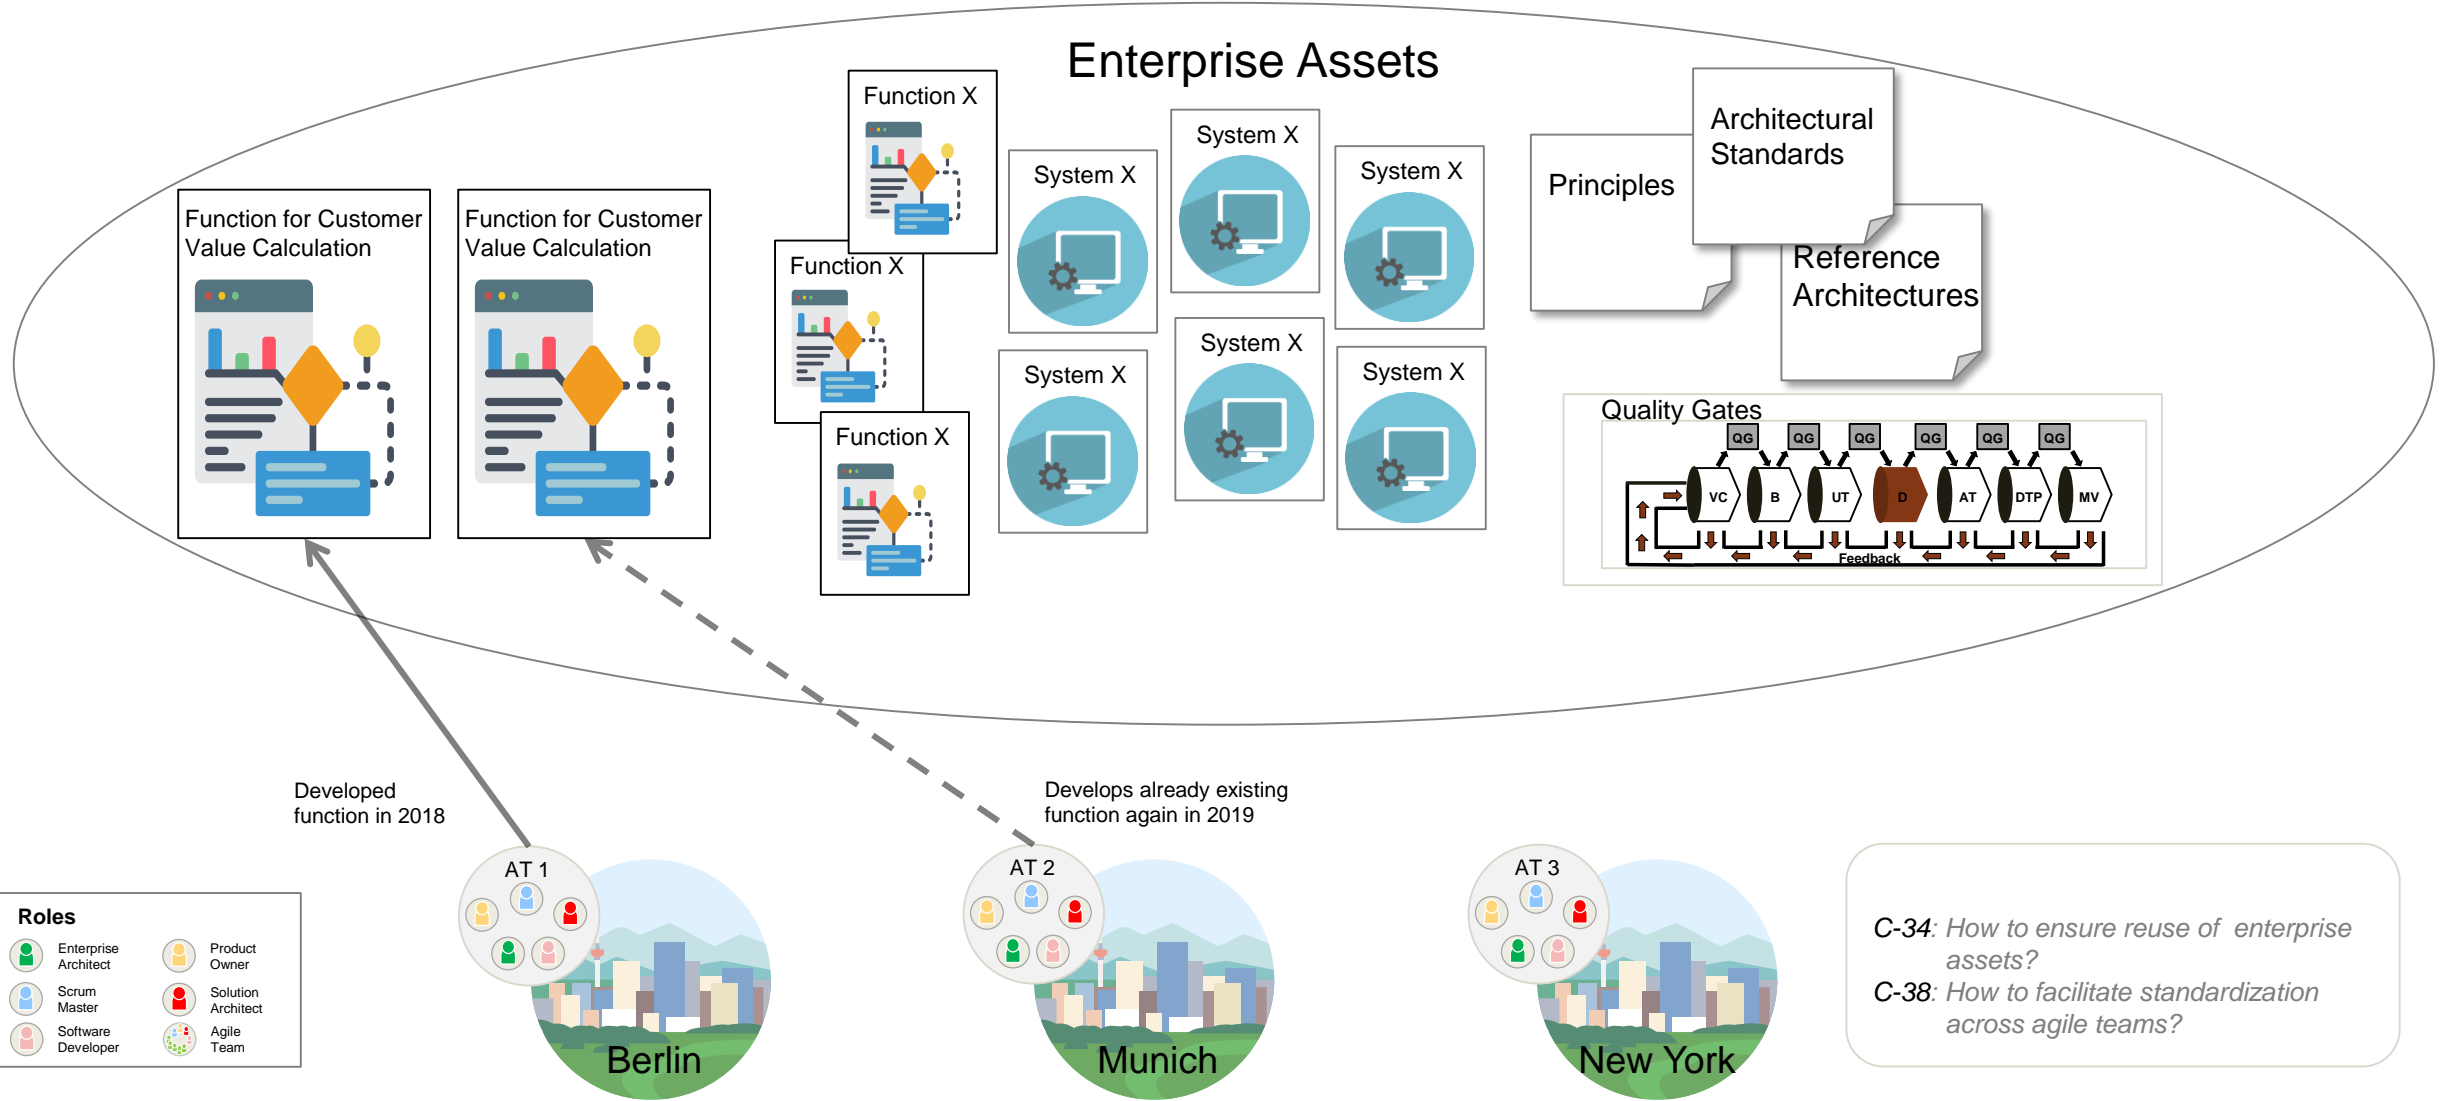 Enterprise Assets
Function for Customer
Value Calculation
Function for Customer
Value Calculation
Function X
Function X
Function X
System X
System X
System X
System X
System X
System X
Principles
Architectural
Standards
Reference
Architectures
Quality Gates
QG
QG
QG
QG
QG
QG
VC
B
UT
D
AT
DTP
MV
Feedback
Developed
function in 2018
Develops already existing
function again in 2019
AT 1
Berlin
AT 2
Munich
AT 3
New York
Roles
Enterprise
Architect
Product
Owner
Scrum
Master
Solution
Architect
Software
Developer
Agile
Team
C-34: How to ensure reuse of enterprise
assets?
C-38: How to facilitate standardization
across agile teams?